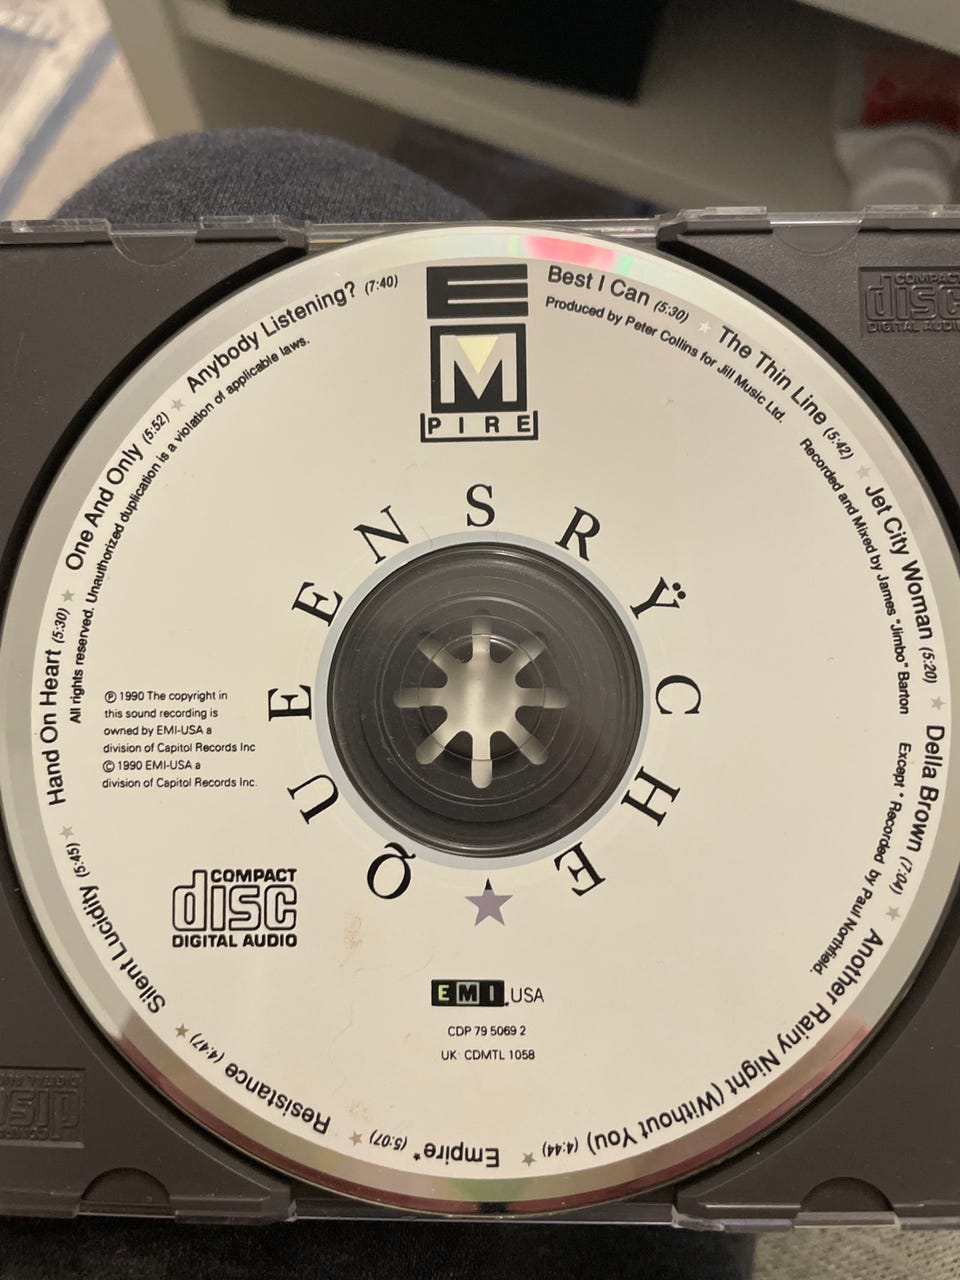 E
M
PIRE
Best I Can (5:30) ★ The Thin Line (5:42) ★ Jet City Woman (5:20) ★ Della Brown (7:04) ★ Another Rainy Night (Without You) (4:44) ★ Empire* (5:07) ★ Resistance (4:47) ★ Silent Lucidity (5:45) ★ Hand On Heart (5:30) ★ One And Only (5:52) ★ Anybody Listening? (7:40)
Produced by Peter Collins for Jill Music Ltd. Recorded and Mixed by James "Jimbo" Barton Except * Recorded by Paul Northfield.
All rights reserved. Unauthorized duplication is a violation of applicable laws.
QUEENSRŸCHE
℗ 1990 The copyright in
this sound recording is
owned by EMI-USA a
division of Capitol Records Inc
© 1990 EMI-USA a
division of Capitol Records Inc.
COMPACT
disc
DIGITAL AUDIO
EMI.USA
CDP 79 5069 2
UK: CDMTL 1058
COMPACT
disc
DIGITAL AUDIO
COMPACT
disc
DIGITAL AUDIO